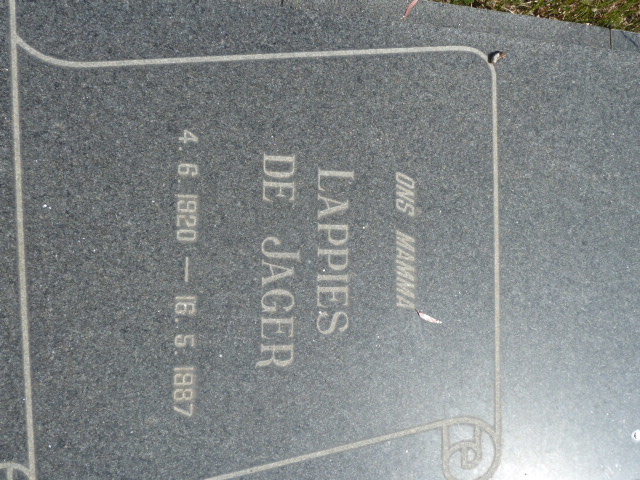 ONS MAMMA
LAPPIES
DE JAGER
4. 6. 1920 — 16. 5. 1987